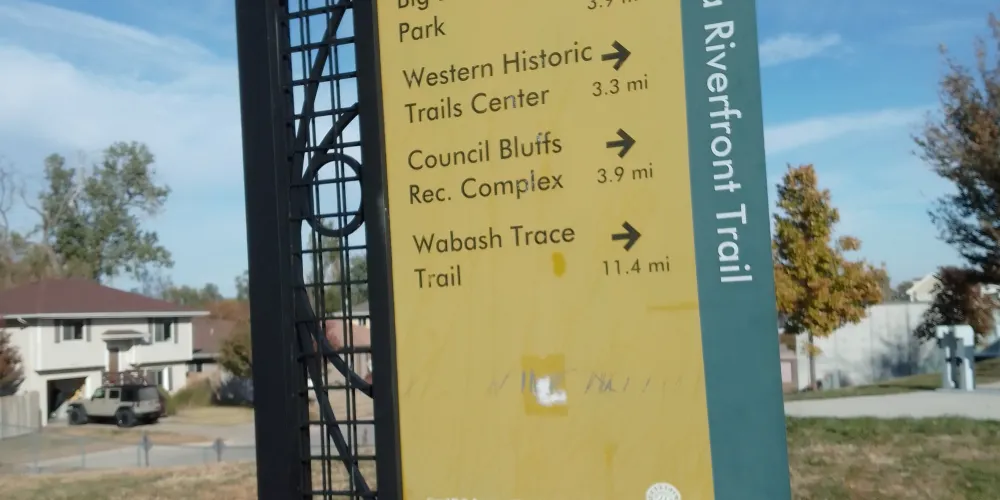 Park
Western Historic
Trails Center
3.3 mi
Council Bluffs
Rec. Complex
3.9 mi
Wabash Trace
Trail
11.4 mi
Riverfront Trail